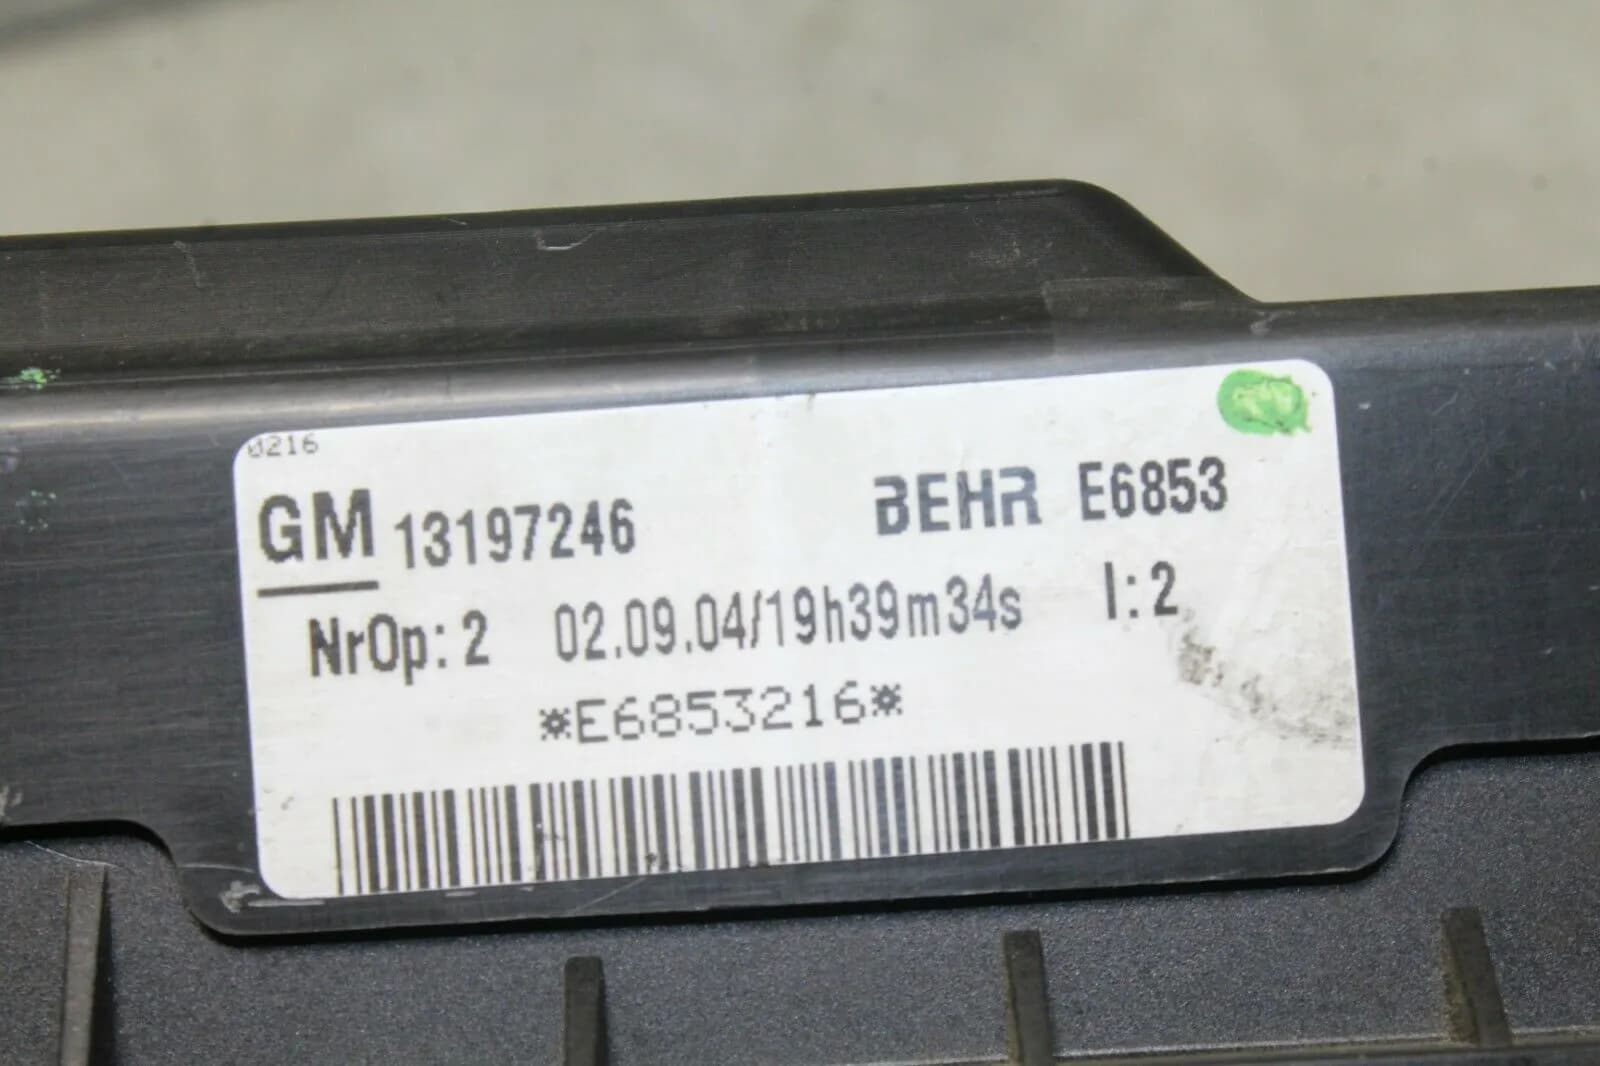 0216
GM 13197246 BEHR E6853
NrOp: 2 02.09.04/19h39m34s I: 2
*E6853216*